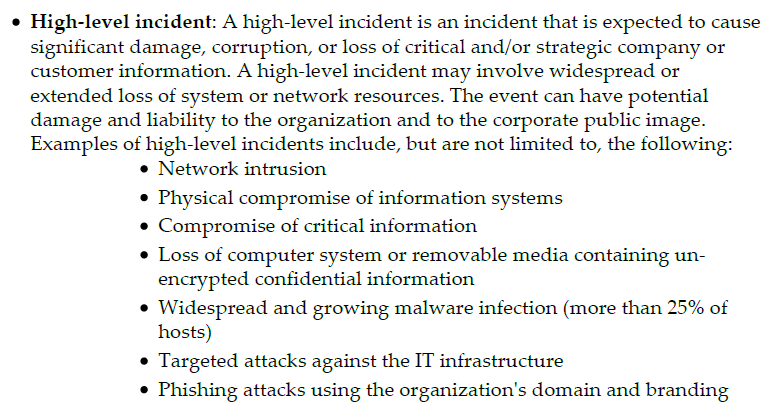 • High-level incident: A high-level incident is an incident that is expected to cause
significant damage, corruption, or loss of critical and/or strategic company or
customer information. A high-level incident may involve widespread or
extended loss of system or network resources. The event can have potential
damage and liability to the organization and to the corporate public image.
Examples of high-level incidents include, but are not limited to, the following:
• Network intrusion
• Physical compromise of information systems
• Compromise of critical information
• Loss of computer system or removable media containing un-
encrypted confidential information
• Widespread and growing malware infection (more than 25% of
hosts)
• Targeted attacks against the IT infrastructure
• Phishing attacks using the organization's domain and branding